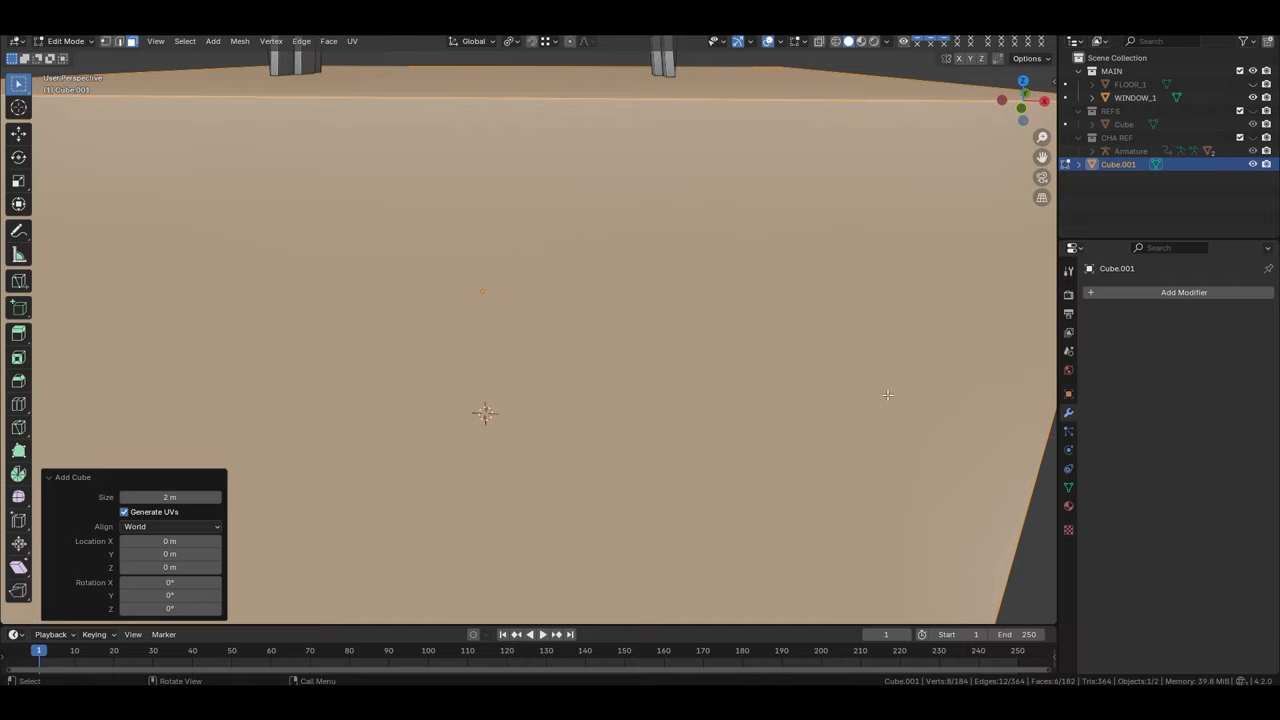 Edit Mode View Select Add Mesh Vertex Edge Face UV Global Search
X Y Z Options
User Perspective
(1) Cube.001
Z
X
Scene Collection
MAIN
FLOOR_1
WINDOW_1
REFS
Cube
CHA REF
Armature 2
Cube.001
Search
Cube.001
Add Modifier
Add Cube
Size 2 m
Generate UVs
Align World
Location X 0 m
Y 0 m
Z 0 m
Rotation X 0°
Y 0°
Z 0°
Playback Keying View Marker 1 Start 1 End 250
1 10 20 30 40 50 60 70 80 90 100 110 120 130 140 150 160 170 180 190 200 210 220 230 240 250
Select Rotate View Call Menu Cube.001 | Verts:8/184 | Edges:12/364 | Faces:6/182 | Tris:364 | Objects:1/2 | Memory: 39.8 MiB | 4.2.0